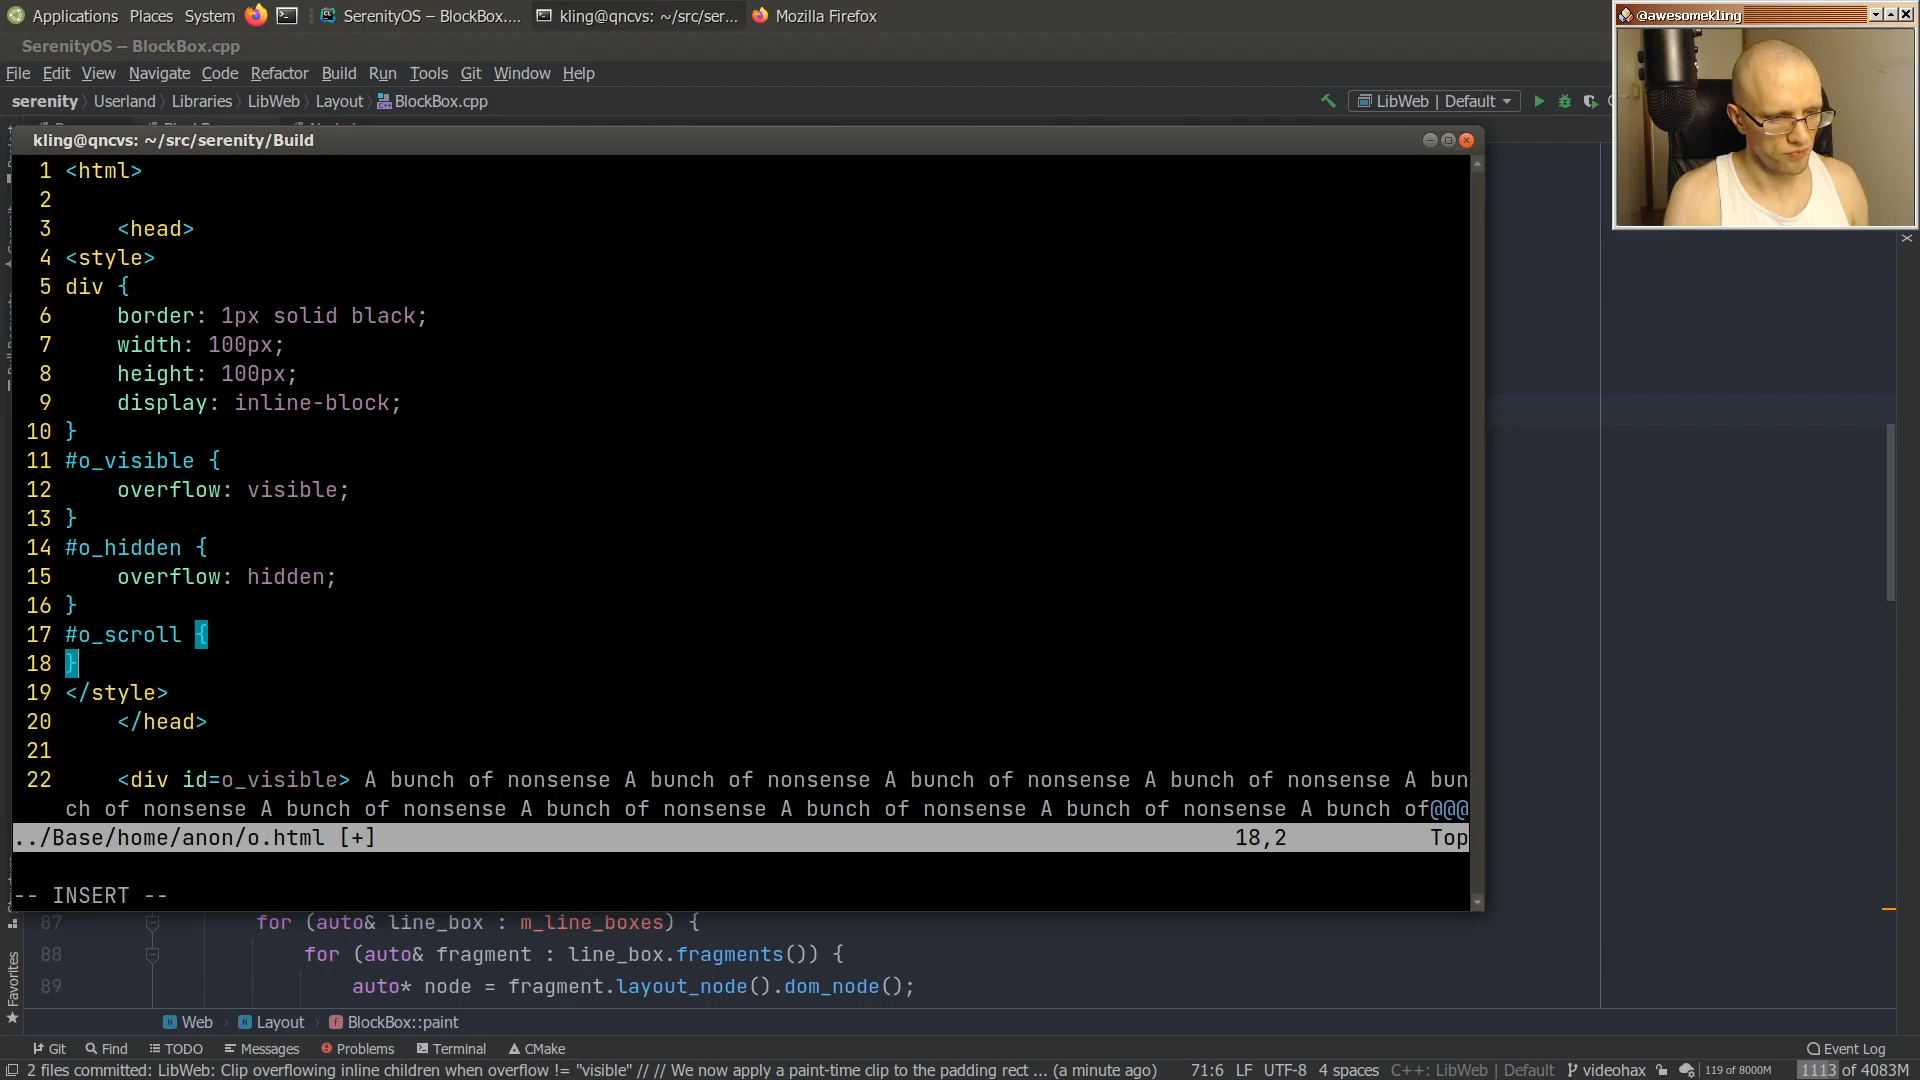 Applications Places System SerenityOS – BlockBox.... kling@qncvs: ~/src/ser... Mozilla Firefox
SerenityOS – BlockBox.cpp
File Edit View Navigate Code Refactor Build Run Tools Git Window Help
serenity Userland Libraries LibWeb Layout BlockBox.cpp LibWeb | Default
@awesomekling
kling@qncvs: ~/src/serenity/Build
1 <html>
2
3 <head>
4 <style>
5 div {
6 border: 1px solid black;
7 width: 100px;
8 height: 100px;
9 display: inline-block;
10 }
11 #o_visible {
12 overflow: visible;
13 }
14 #o_hidden {
15 overflow: hidden;
16 }
17 #o_scroll {
18 }
19 </style>
20 </head>
21
22 <div id=o_visible> A bunch of nonsense A bunch of nonsense A bunch of nonsense A bunch of nonsense A bun
ch of nonsense A bunch of nonsense A bunch of nonsense A bunch of nonsense A bunch of nonsense A bunch of@@@
../Base/home/anon/o.html [+] 18,2 Top
-- INSERT --
87 for (auto& line_box : m_line_boxes) {
88 for (auto& fragment : line_box.fragments()) {
89 auto* node = fragment.layout_node().dom_node();
Favorites
Web Layout BlockBox::paint
Git Find TODO Messages Problems Terminal CMake Event Log
2 files committed: LibWeb: Clip overflowing inline children when overflow != "visible" // // We now apply a paint-time clip to the padding rect ... (a minute ago) 71:6 LF UTF-8 4 spaces C++: LibWeb | Default videohax 119 of 8000M 1113 of 4083M